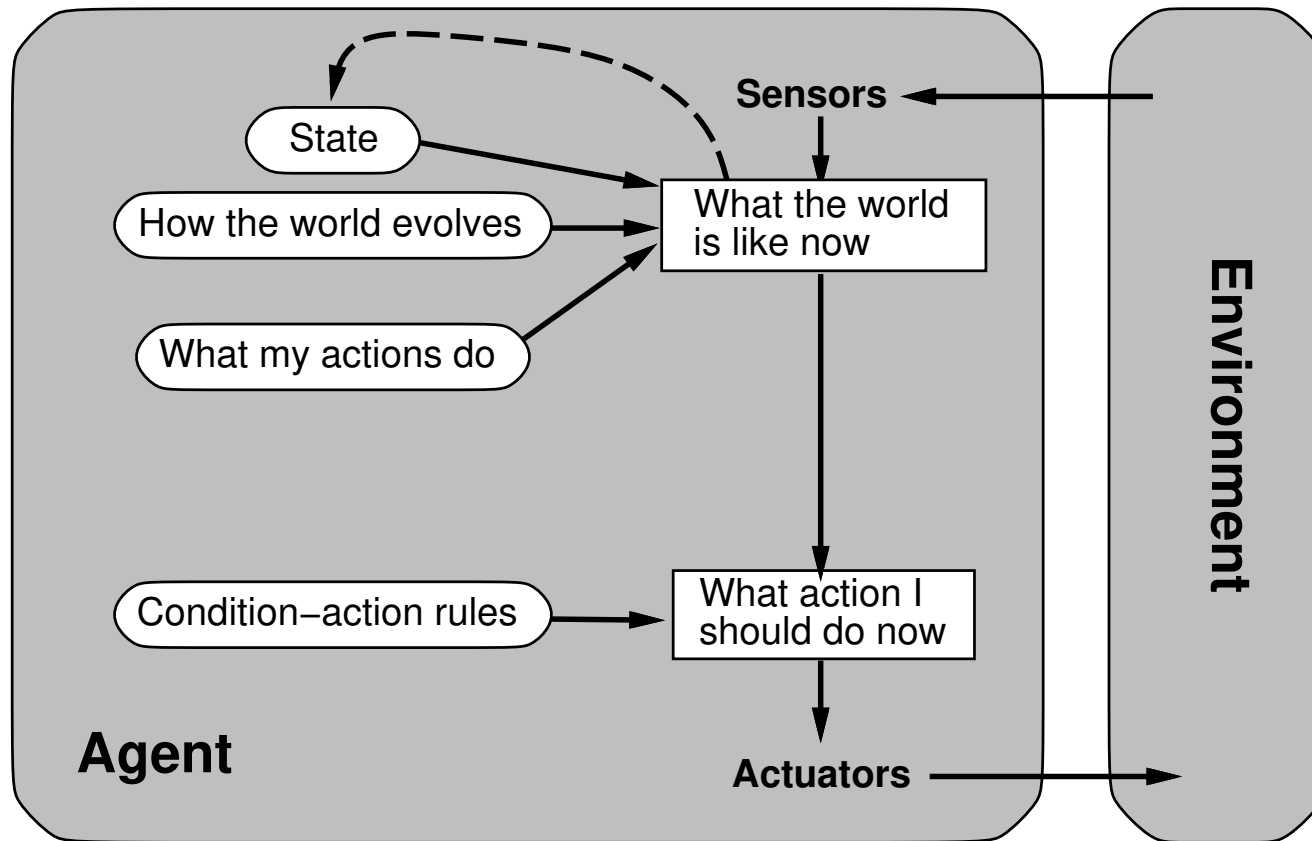 Sensors
State
What the world
is like now
How the world evolves
What my actions do
Environment
Condition−action rules
What action I
should do now
Agent
Actuators